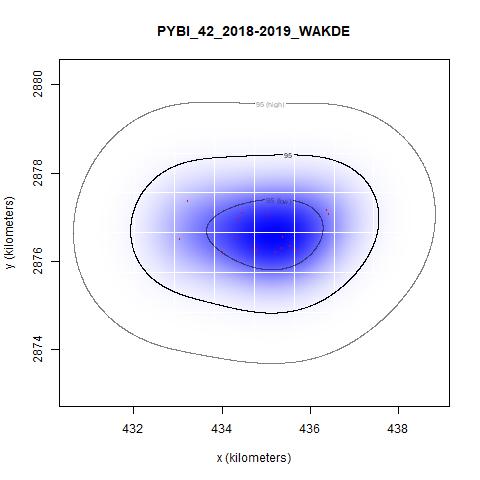 PYBI_42_2018-2019_WAKDE
95 (high)
95
95 (low)
2880
2878
2876
2874
y (kilometers)
432 434 436 438
x (kilometers)